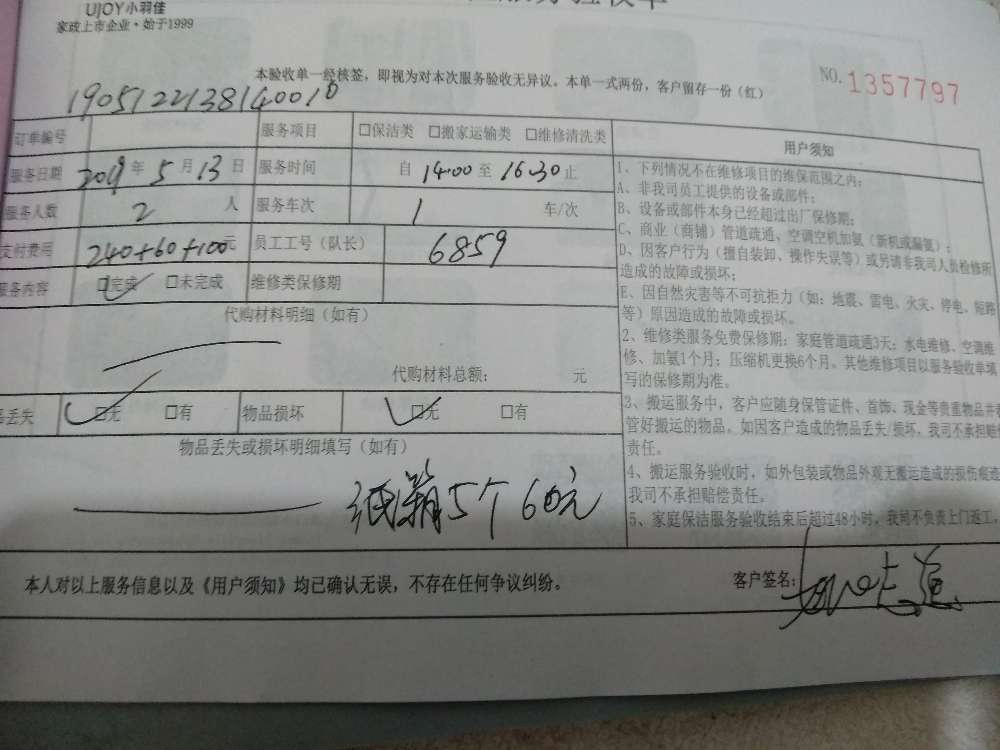 UJOY小羽佳
家政上市企业·始于1999
本验收单一经核签，即视为对本次服务验收无异议。本单一式两份，客户留存一份（红）
NO.1357797
订单编号 1905122138140010
服务项目 □保洁类 □搬家运输类 □维修清洗类
服务日期 2019年5月13日 服务时间 自14:00至16:30止
服务人数 2人 服务车次 1 车/次
支付费用 240+60+100元 员工工号（队长） 6859
服务内容 □完成 □未完成 维修类保修期
代购材料明细（如有）
代购材料总额： 元
丢失 □无 □有 物品损坏 □无 □有
物品丢失或损坏明细填写（如有）
纸箱5个60元
用户须知
1、下列情况不在维修项目的维保范围之内：
A、非我司员工提供的设备或部件；
B、设备或部件本身已经超过出厂保修期；
C、商业（商铺）管道疏通、空调空机加氨（新机或漏氨）；
D、因客户行为（擅自装卸、操作失误等）或另请非我司人员检修所
造成的故障或损坏；
E、因自然灾害等不可抗拒力（如：地震、雷电、火灾、停电、短路
等）原因造成的故障或损坏。
2、维修类服务免费保修期：家庭管道疏通3天；水电维修、空调维
修、加氨1个月；压缩机更换6个月。其他维修项目以服务验收单填
写的保修期为准。
3、搬运服务中，客户应随身保管证件、首饰、现金等贵重物品并
管好搬运的物品。如因客户造成的物品丢失/损坏，我司不承担赔
责任。
4、搬运服务验收时，如外包装或物品外观无搬运造成的损伤痕迹
我司不承担赔偿责任。
5、家庭保洁服务验收结束后超过48小时，我司不负责上门返工。
本人对以上服务信息以及《用户须知》均已确认无误，不存在任何争议纠纷。
客户签名：